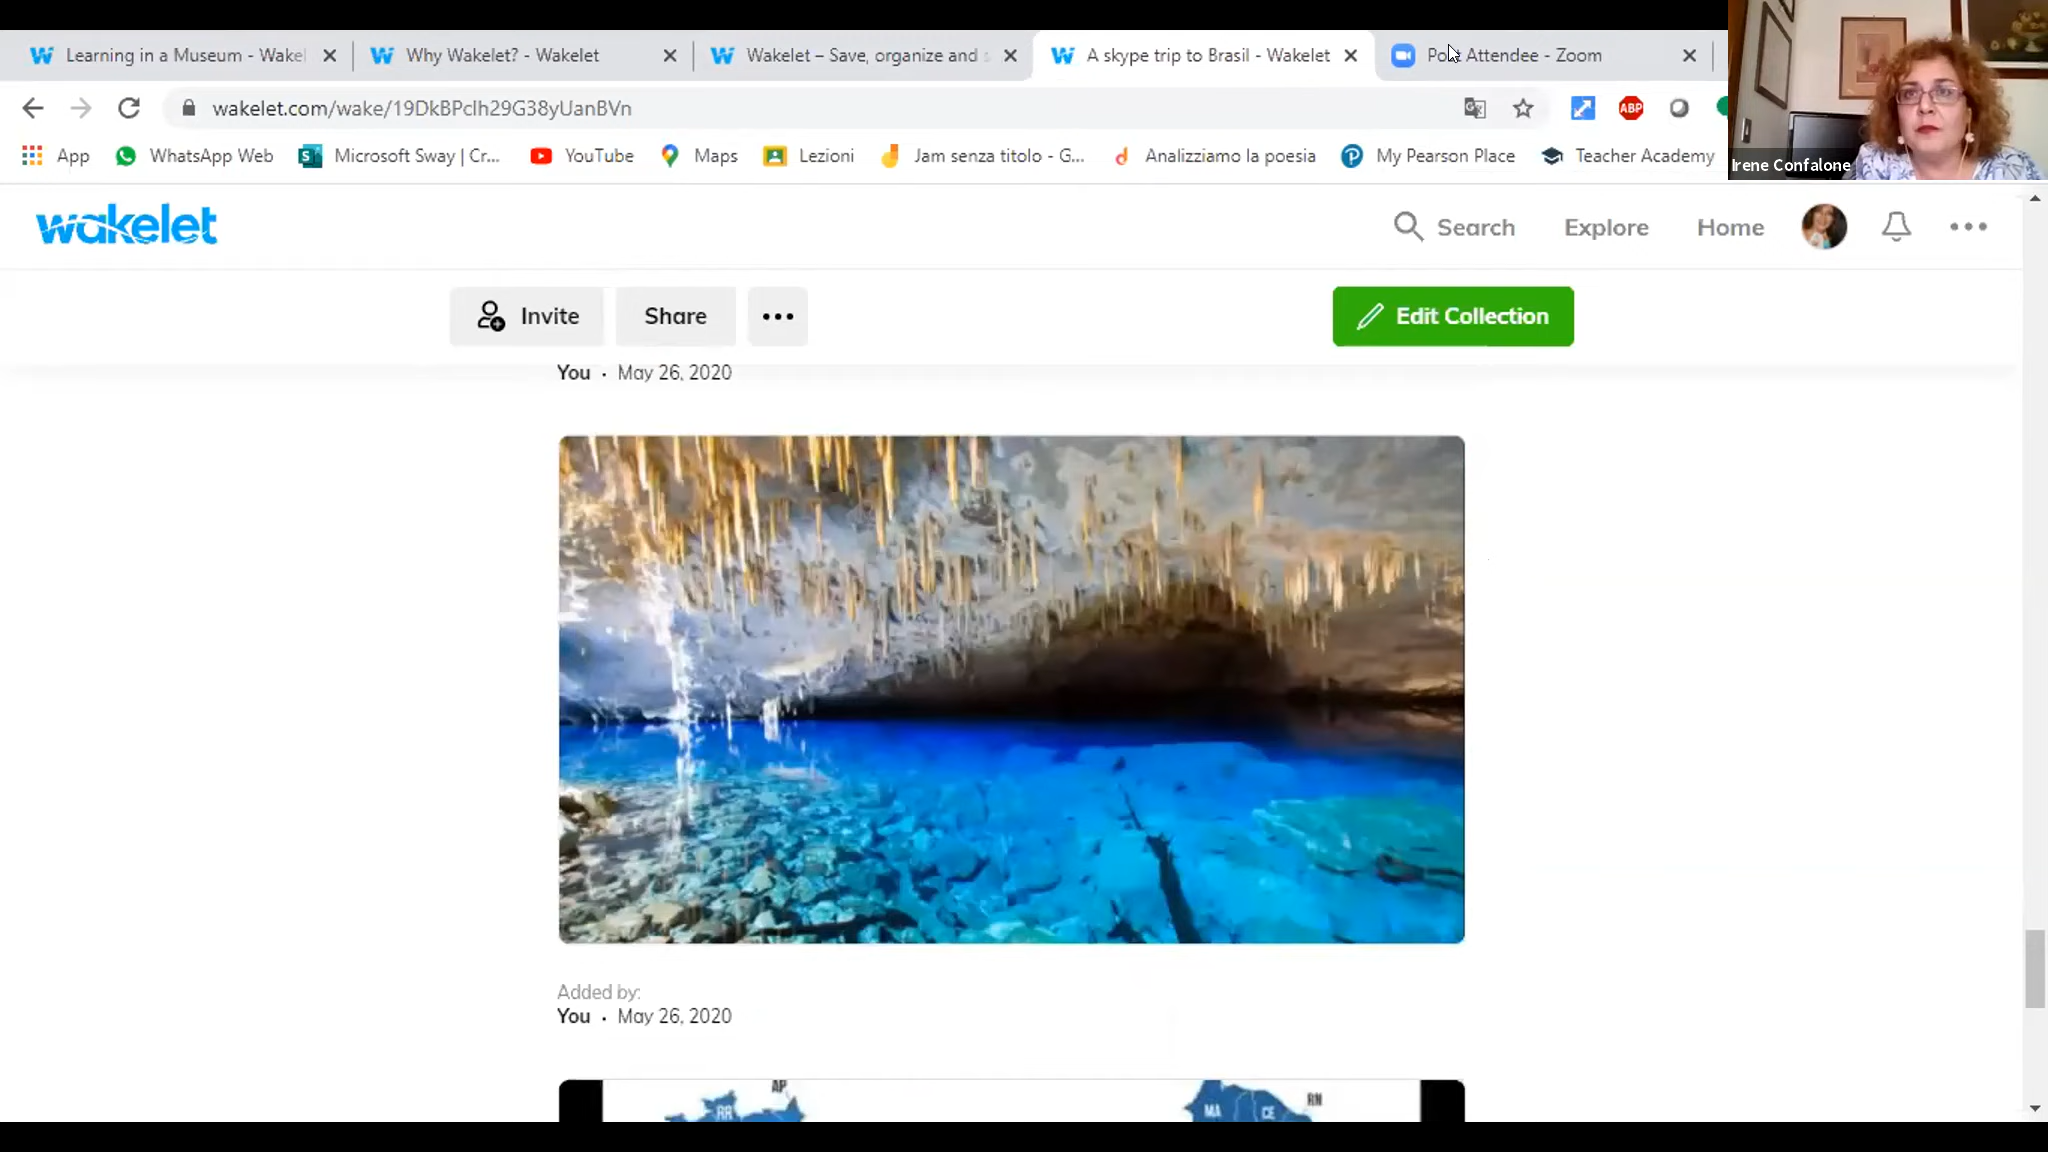 Learning in a Museum - Wakel
Why Wakelet? - Wakelet
Wakelet – Save, organize and s
A skype trip to Brasil - Wakelet
Post Attendee - Zoom
wakelet.com/wake/19DkBPclh29G38yUanBVn
ABP
App
WhatsApp Web
Microsoft Sway | Cr...
YouTube
Maps
Lezioni
Jam senza titolo - G...
Analizziamo la poesia
My Pearson Place
Teacher Academy
Irene Confalone
wakelet
Search
Explore
Home
Invite
Share
Edit Collection
You · May 26, 2020
Added by:
You · May 26, 2020
AP
RR
MA
CE
RN